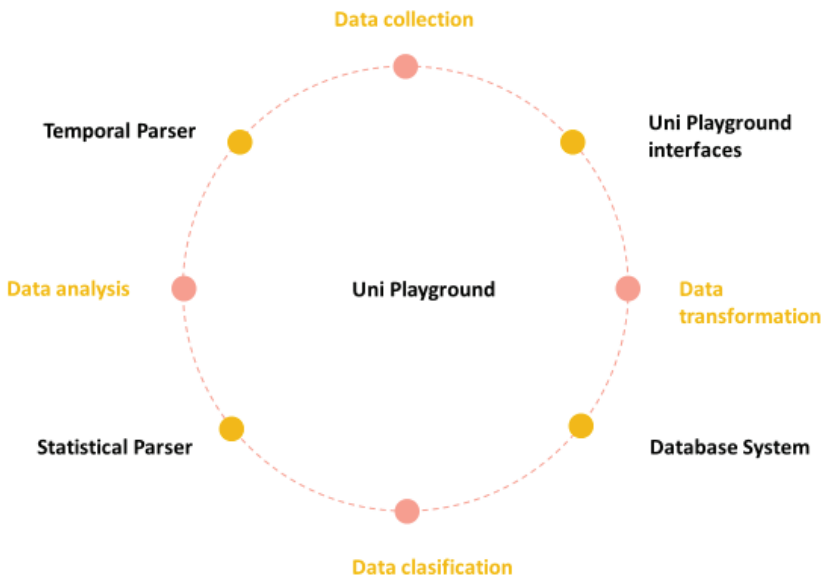 Data collection
Temporal Parser
Uni Playground
interfaces
Data analysis
Uni Playground
Data
transformation
Statistical Parser
Database System
Data clasification